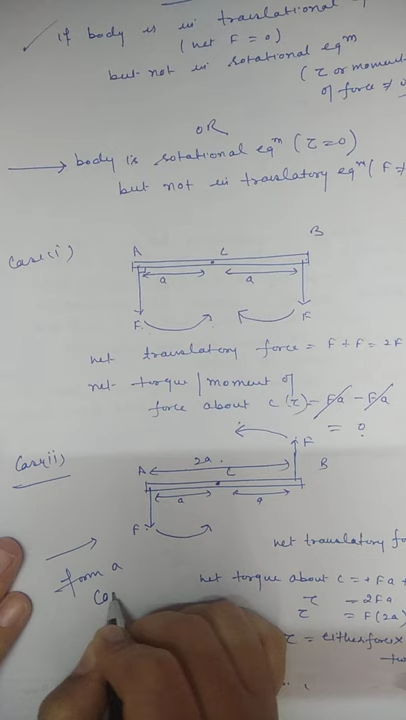 if body is in translational
(net F = 0)
but not in rotational eqm
(τ or moment
of force ≠ 0
OR
→ body is rotational eqm (τ = 0)
but not in translatory eqm (F ≠
Case(i)
A C B
a a
F F
net translatory force = F + F = 2F
net torque | moment of
force about c (τ) = Fa - Fa
= 0
F
Case(ii)
2a
A C B
a a
F
→ form a
Co
net translatory fo
net torque about c = + Fa +
τ = 2Fa
τ = F(2a)
τ = either force x